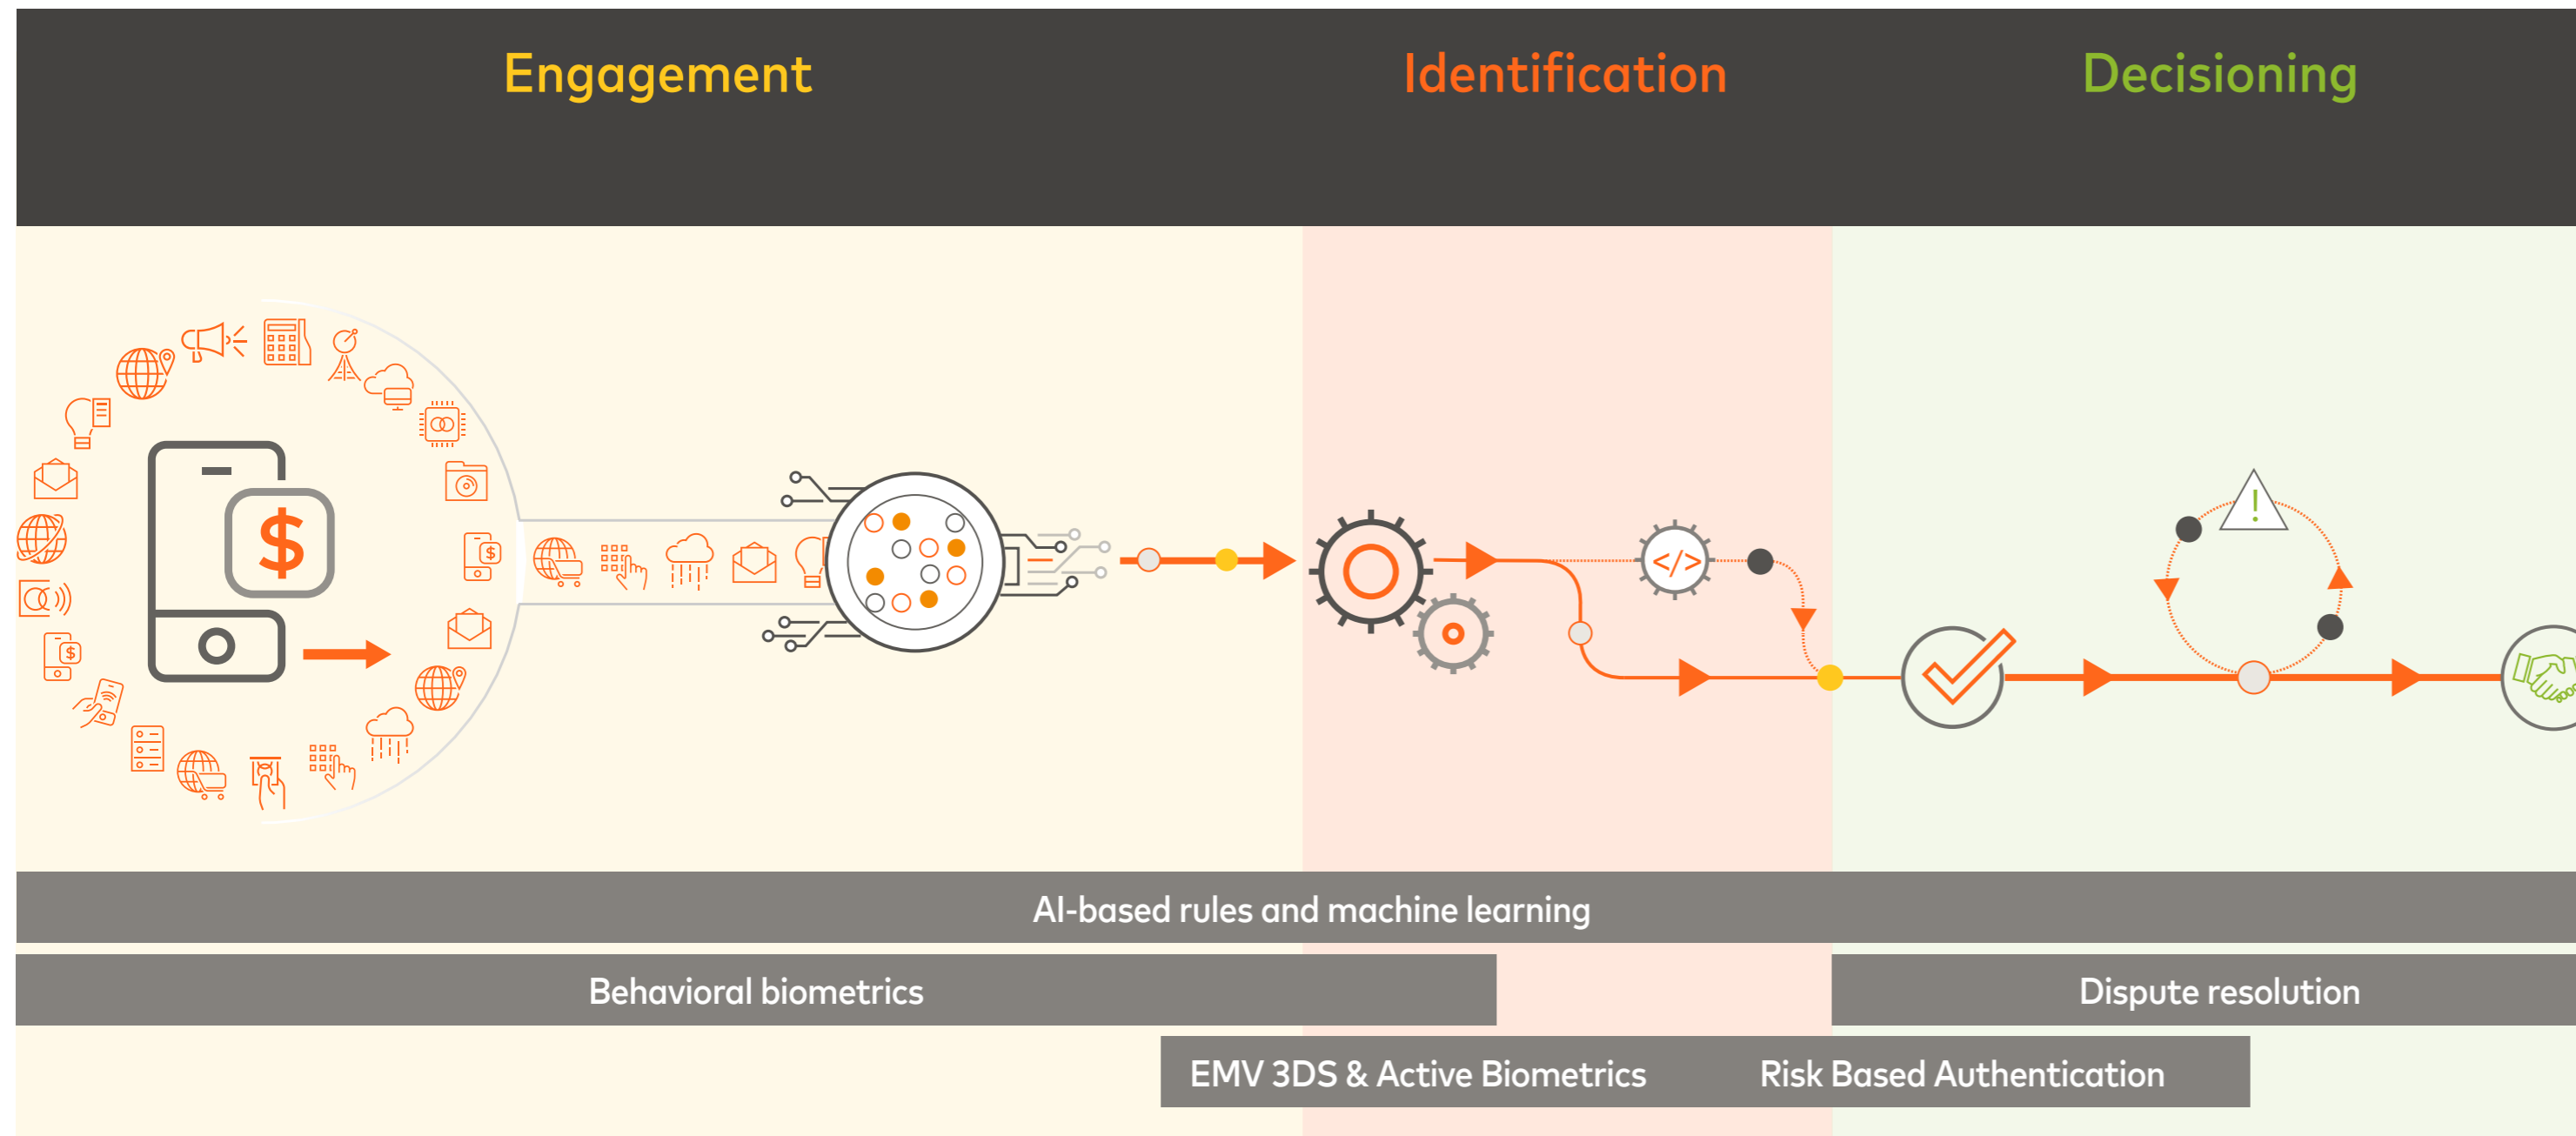 Engagement
Identification
Decisioning
$
$
$
</>
!
AI-based rules and machine learning
Behavioral biometrics
Dispute resolution
EMV 3DS & Active Biometrics
Risk Based Authentication